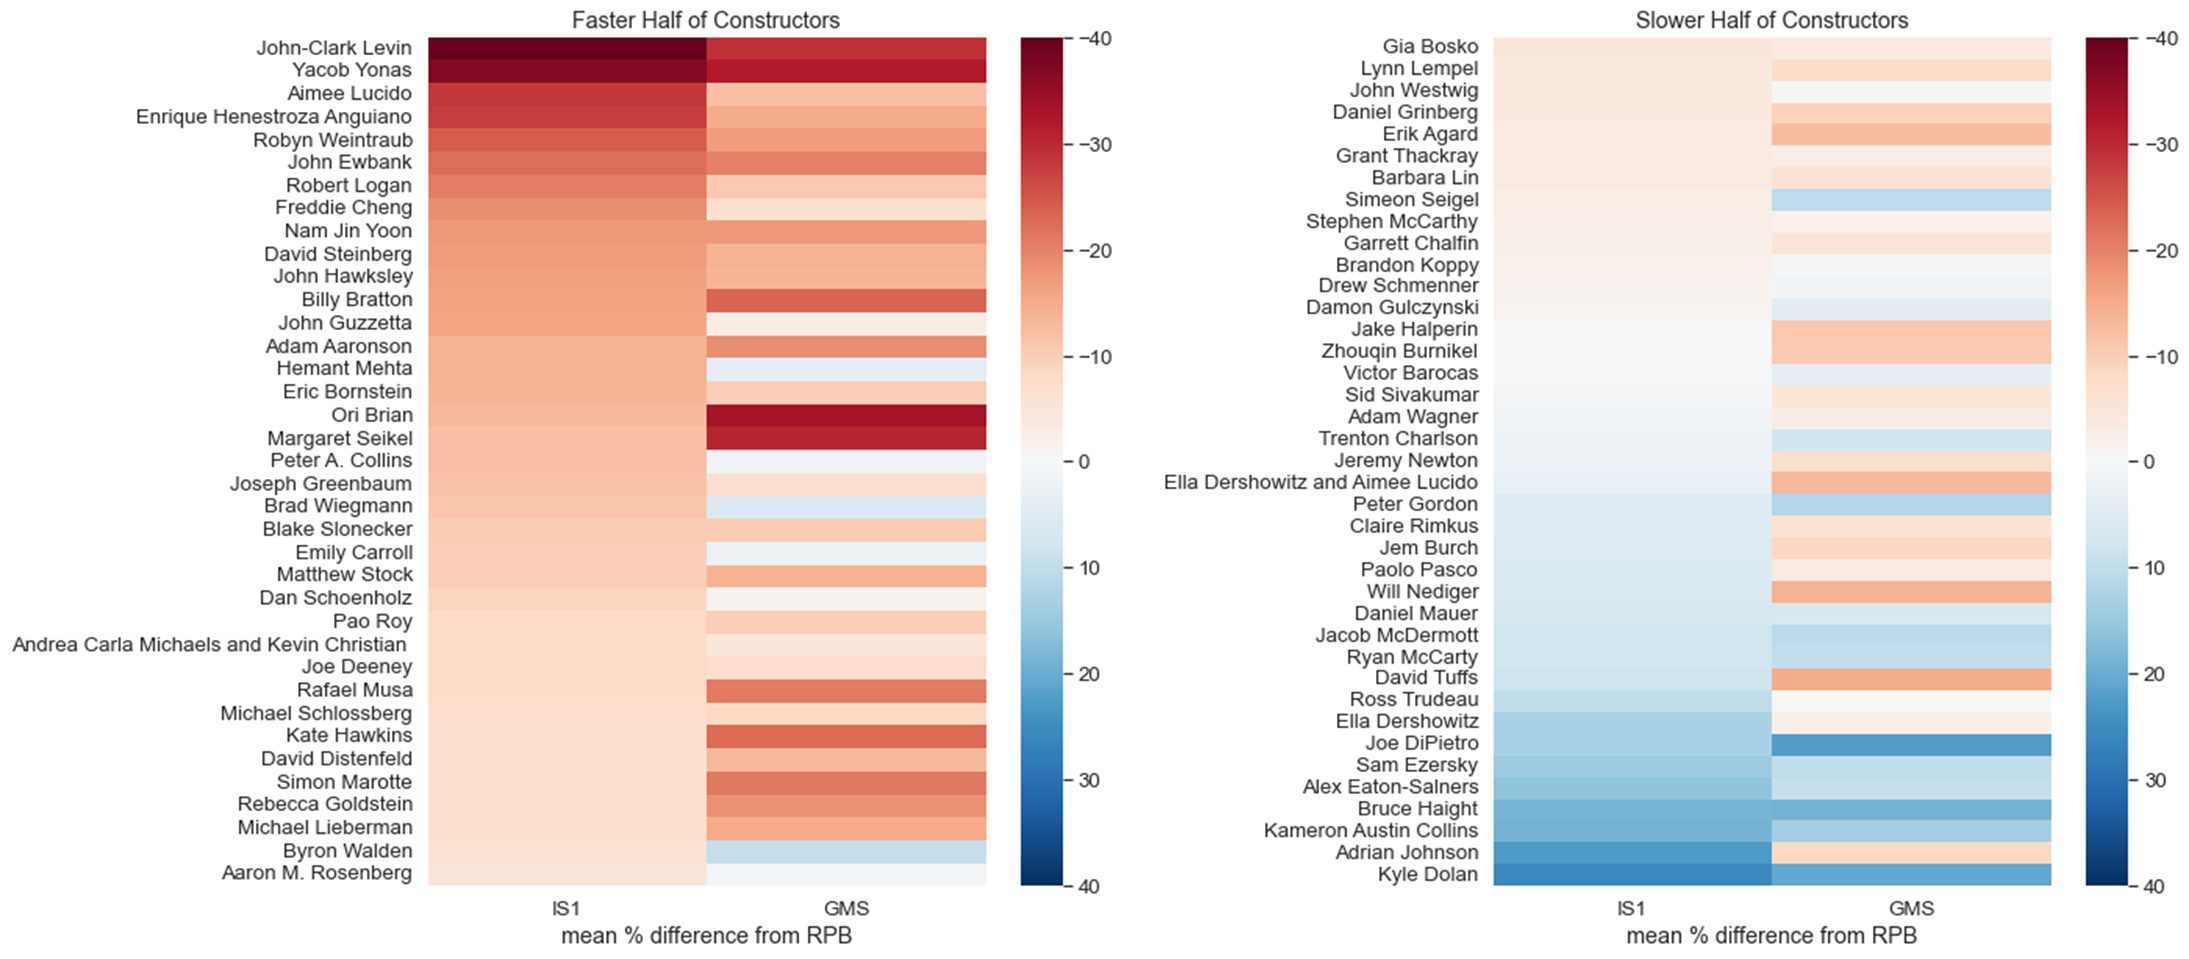 Faster Half of Constructors
John-Clark Levin
Yacob Yonas
Aimee Lucido
Enrique Henestroza Anguiano
Robyn Weintraub
John Ewbank
Robert Logan
Freddie Cheng
Nam Jin Yoon
David Steinberg
John Hawksley
Billy Bratton
John Guzzetta
Adam Aaronson
Hemant Mehta
Eric Bornstein
Ori Brian
Margaret Seikel
Peter A. Collins
Joseph Greenbaum
Brad Wiegmann
Blake Slonecker
Emily Carroll
Matthew Stock
Dan Schoenholz
Pao Roy
Andrea Carla Michaels and Kevin Christian
Joe Deeney
Rafael Musa
Michael Schlossberg
Kate Hawkins
David Distenfeld
Simon Marotte
Rebecca Goldstein
Michael Lieberman
Byron Walden
Aaron M. Rosenberg
IS1
GMS
mean % difference from RPB
−40
−30
−20
−10
0
10
20
30
40
Slower Half of Constructors
Gia Bosko
Lynn Lempel
John Westwig
Daniel Grinberg
Erik Agard
Grant Thackray
Barbara Lin
Simeon Seigel
Stephen McCarthy
Garrett Chalfin
Brandon Koppy
Drew Schmenner
Damon Gulczynski
Jake Halperin
Zhouqin Burnikel
Victor Barocas
Sid Sivakumar
Adam Wagner
Trenton Charlson
Jeremy Newton
Ella Dershowitz and Aimee Lucido
Peter Gordon
Claire Rimkus
Jem Burch
Paolo Pasco
Will Nediger
Daniel Mauer
Jacob McDermott
Ryan McCarty
David Tuffs
Ross Trudeau
Ella Dershowitz
Joe DiPietro
Sam Ezersky
Alex Eaton-Salners
Bruce Haight
Kameron Austin Collins
Adrian Johnson
Kyle Dolan
IS1
GMS
mean % difference from RPB
−40
−30
−20
−10
0
10
20
30
40